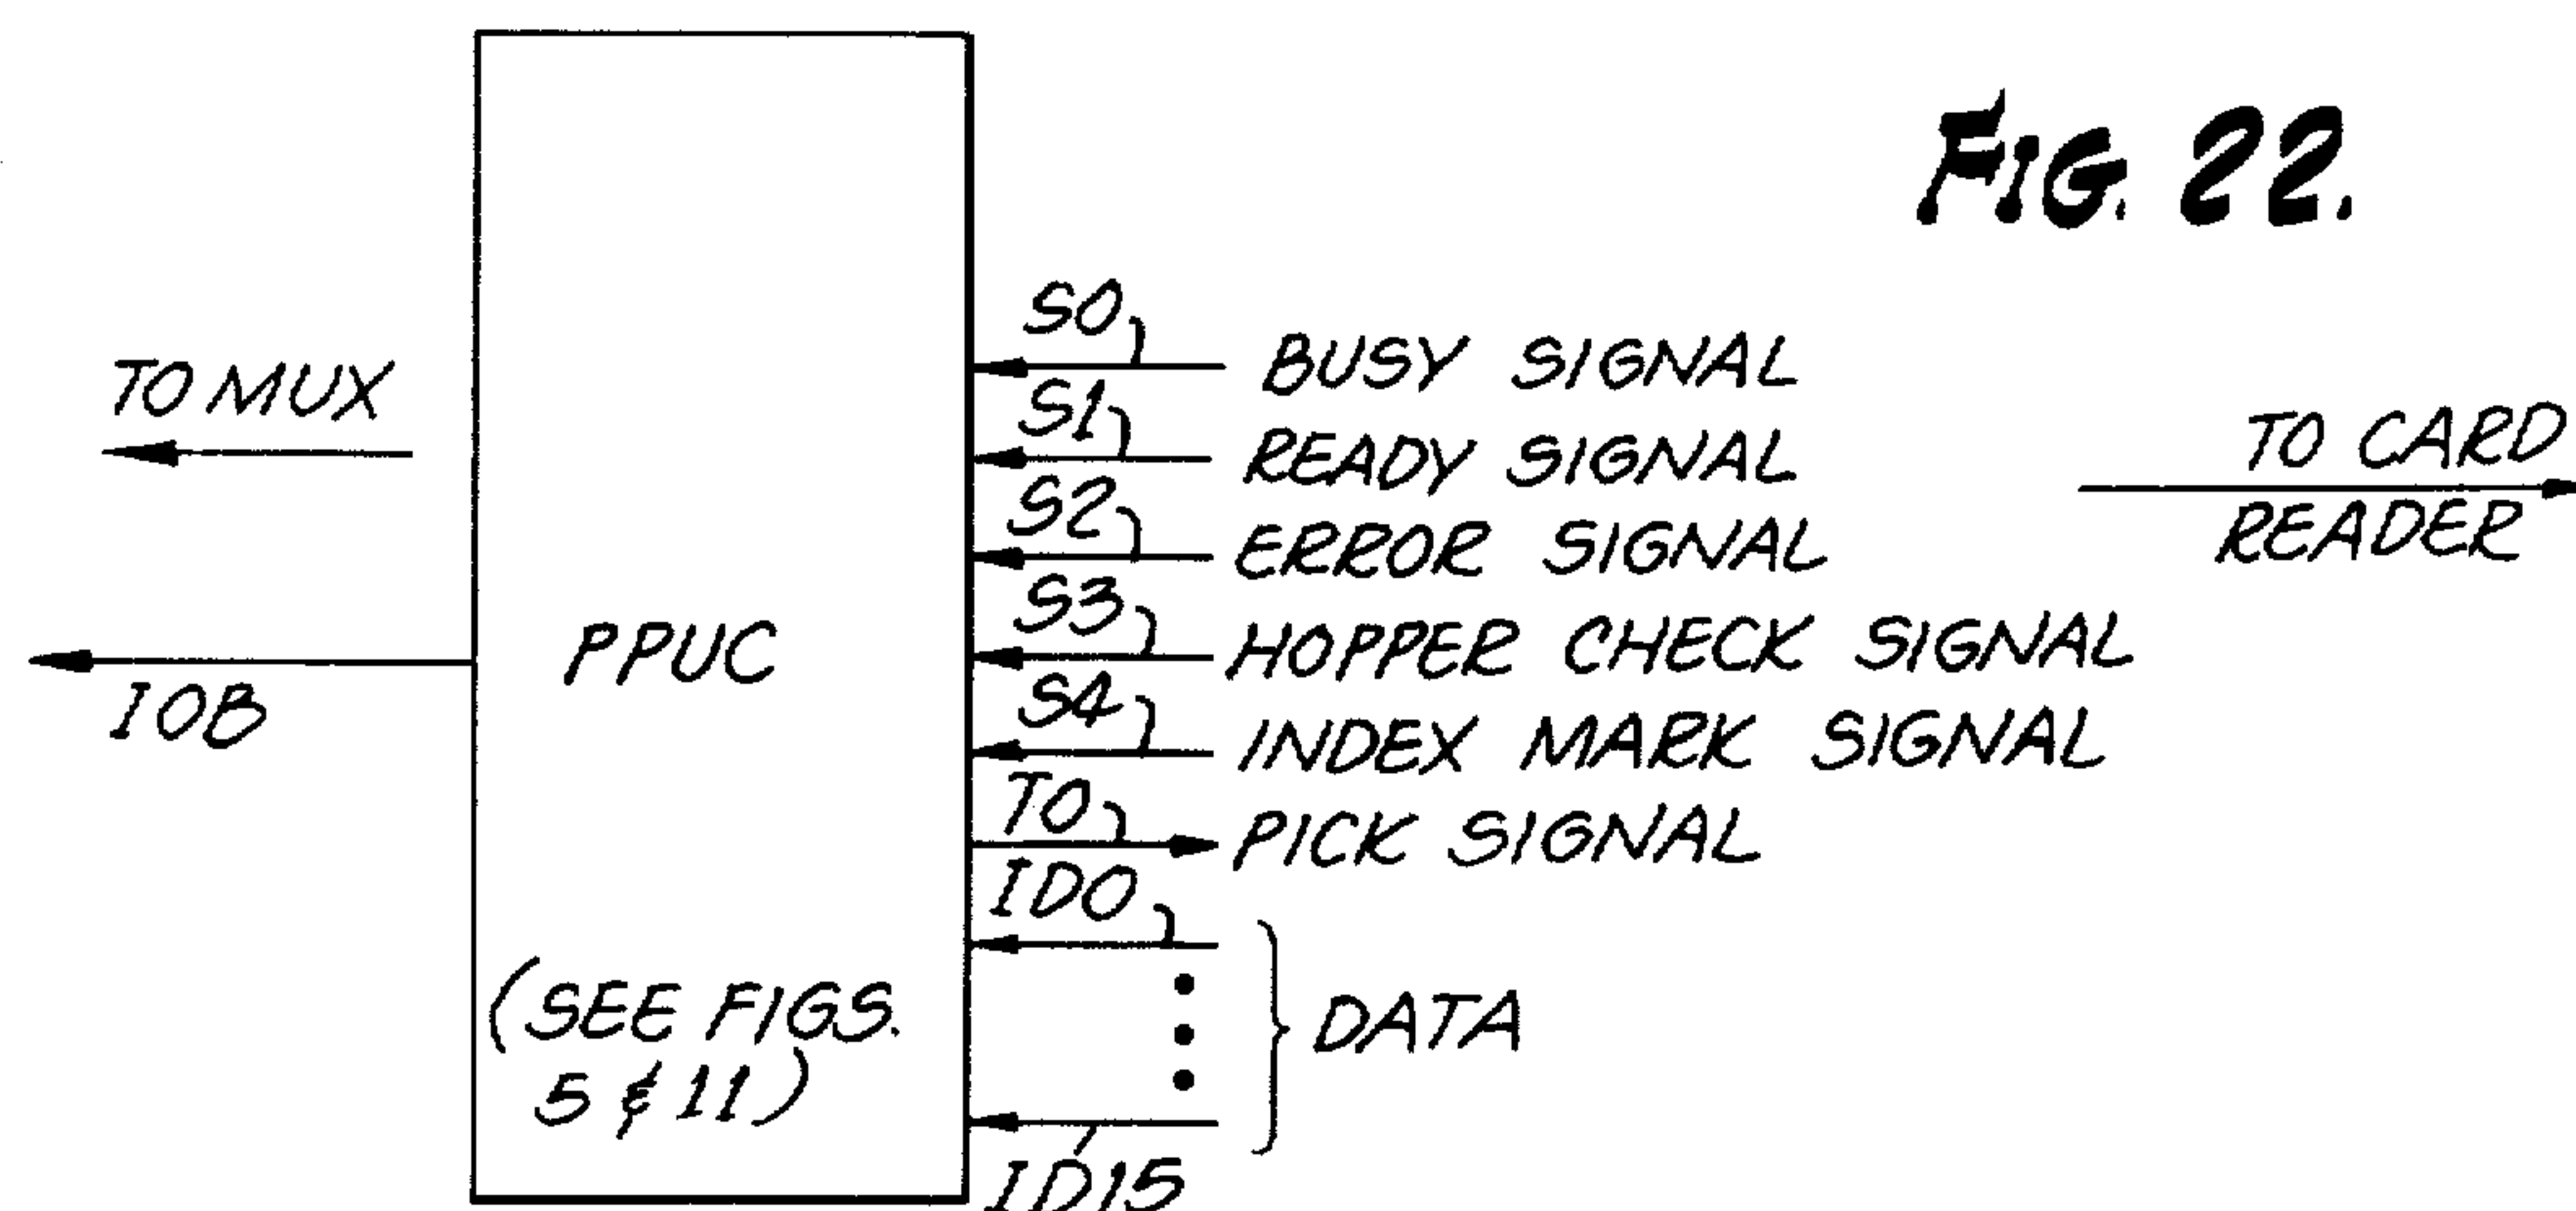 FIG. 22.
TO MUX
IOB
PPUC
(SEE FIGS.
5 & 11)
S0
BUSY SIGNAL
S1
READY SIGNAL
S2
ERROR SIGNAL
S3
HOPPER CHECK SIGNAL
S4
INDEX MARK SIGNAL
T0
PICK SIGNAL
ID0
DATA
ID15
TO CARD
READER